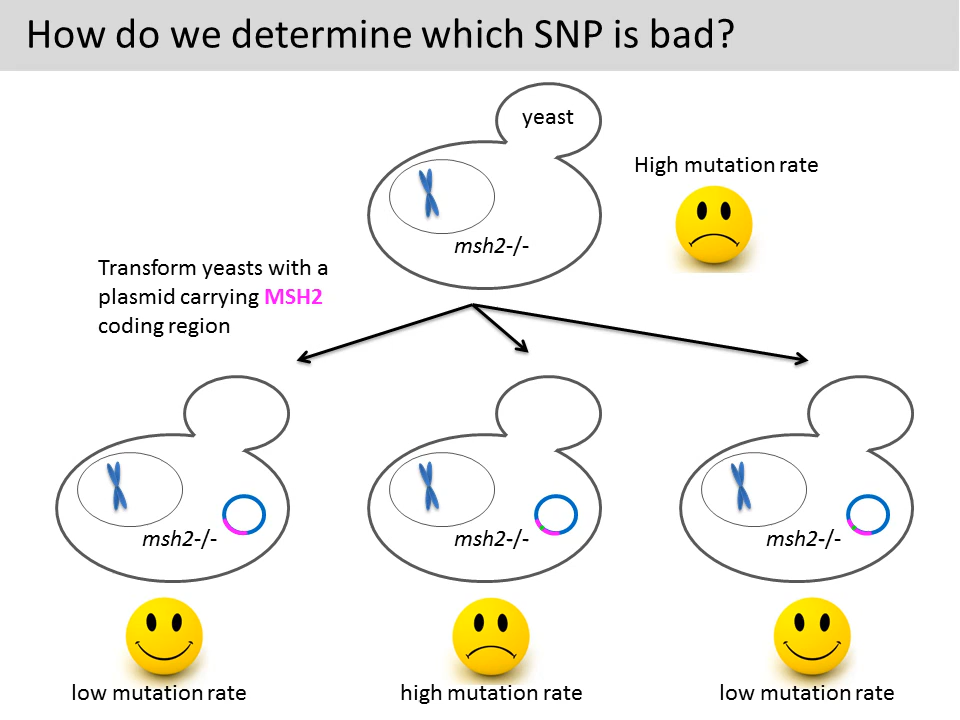 How do we determine which SNP is bad?
yeast
High mutation rate
msh2-/-
Transform yeasts with a
plasmid carrying MSH2
coding region
msh2-/-
msh2-/-
msh2-/-
low mutation rate
high mutation rate
low mutation rate